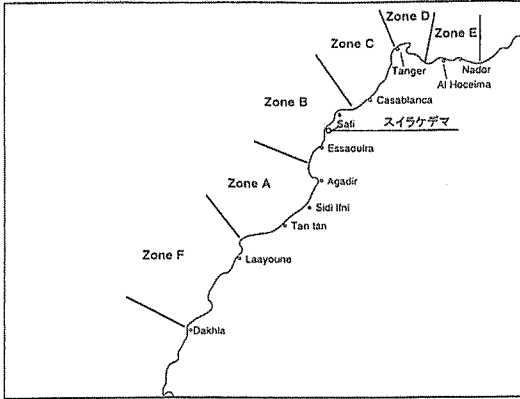 Zone D
Zone E
Zone C
Tanger
Nador
Al Hoceima
Casablanca
Zone B
Safi
スイラケデマ
Essaouira
Agadir
Zone A
Sidi Ifni
Tan tan
Zone F
Laayoune
Dakhla